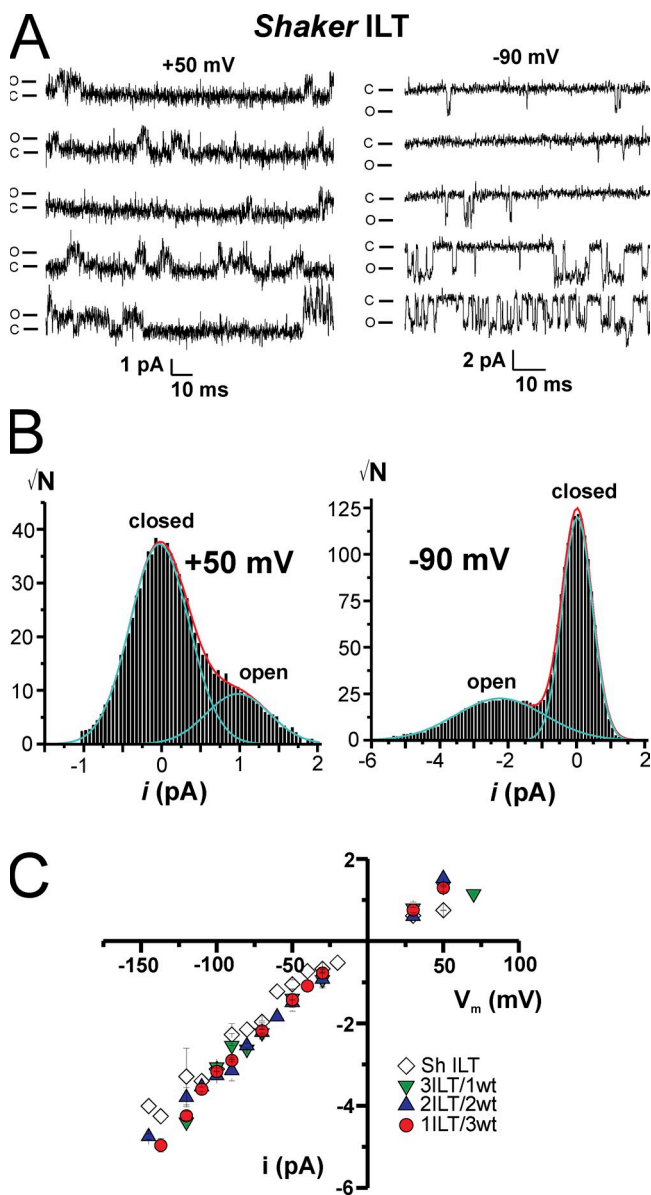 A
Shaker ILT
+50 mV
-90 mV
O
C
O
C
O
C
O
C
O
C
C
O
C
O
C
O
C
O
C
O
1 pA
10 ms
2 pA
10 ms
B
√N
closed
+50 mV
open
40
30
20
10
0
-1 0 1 2
i (pA)
√N
closed
-90 mV
open
125
100
75
50
25
0
-6 -4 -2 0 2
i (pA)
C
2
-150 -100 -50 50 100
Vm (mV)
-2
-4
-6
i (pA)
Sh ILT
3ILT/1wt
2ILT/2wt
1ILT/3wt